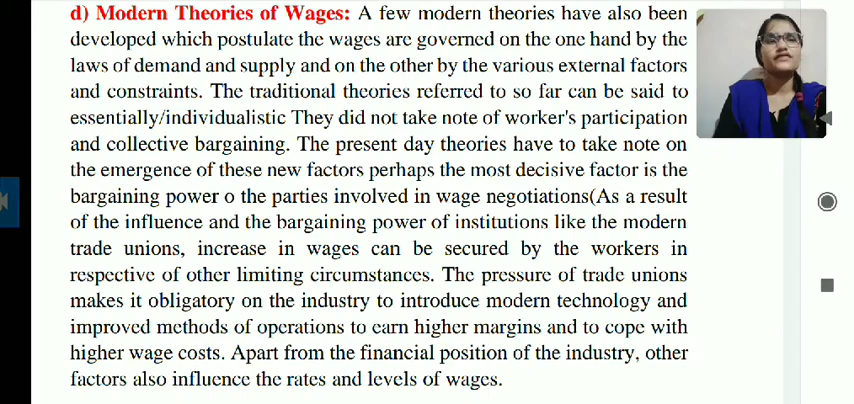 d) Modern Theories of Wages: A few modern theories have also been
developed which postulate the wages are governed on the one hand by the
laws of demand and supply and on the other by the various external factors
and constraints. The traditional theories referred to so far can be said to
essentially/individualistic They did not take note of worker's participation
and collective bargaining. The present day theories have to take note on
the emergence of these new factors perhaps the most decisive factor is the
bargaining power o the parties involved in wage negotiations(As a result
of the influence and the bargaining power of institutions like the modern
trade unions, increase in wages can be secured by the workers in
respective of other limiting circumstances. The pressure of trade unions
makes it obligatory on the industry to introduce modern technology and
improved methods of operations to earn higher margins and to cope with
higher wage costs. Apart from the financial position of the industry, other
factors also influence the rates and levels of wages.